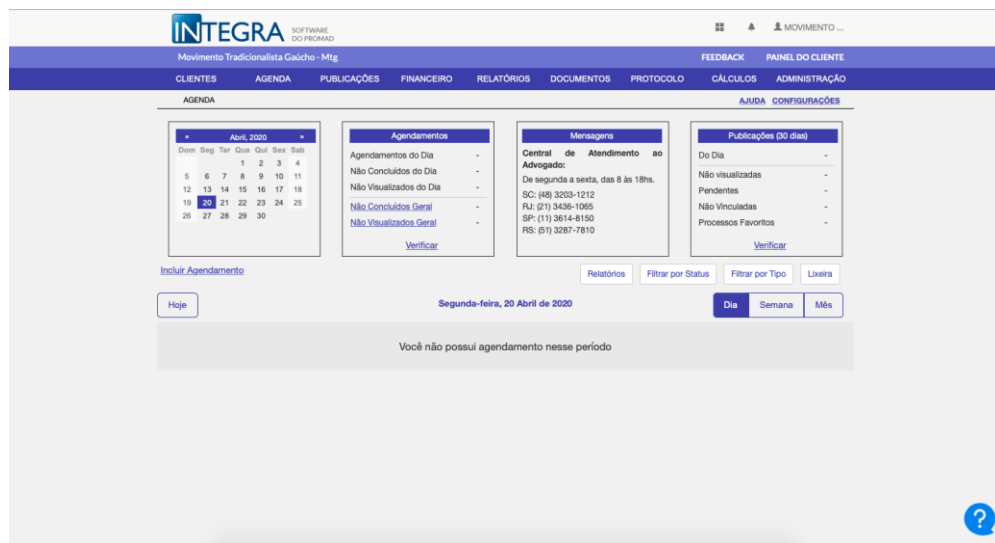 INTEGRA SOFTWARE DO PROMAD
MOVIMENTO ...
Movimento Tradicionalista Gaúcho - Mtg
FEEDBACK PAINEL DO CLIENTE
CLIENTES AGENDA PUBLICAÇÕES FINANCEIRO RELATÓRIOS DOCUMENTOS PROTOCOLO CÁLCULOS ADMINISTRAÇÃO
AGENDA
AJUDA CONFIGURAÇÕES
« Abril, 2020 »
Dom Seg Ter Qua Qui Sex Sab
1 2 3 4
5 6 7 8 9 10 11
12 13 14 15 16 17 18
19 20 21 22 23 24 25
26 27 28 29 30
Agendamentos
Agendamentos do Dia -
Não Concluídos do Dia -
Não Visualizados do Dia -
Não Concluídos Geral -
Não Visualizados Geral -
Verificar
Mensagens
Central de Atendimento ao
Advogado:
De segunda a sexta, das 8 às 18hs.
SC: (48) 3203-1212
RJ: (21) 3436-1065
SP: (11) 3614-8150
RS: (51) 3287-7810
Publicações (30 dias)
Do Dia -
Não visualizadas -
Pendentes -
Não Vinculadas -
Processos Favoritos -
Verificar
Incluir Agendamento
Relatórios Filtrar por Status Filtrar por Tipo Lixeira
Hoje
Segunda-feira, 20 Abril de 2020
Dia Semana Mês
Você não possui agendamento nesse período
?